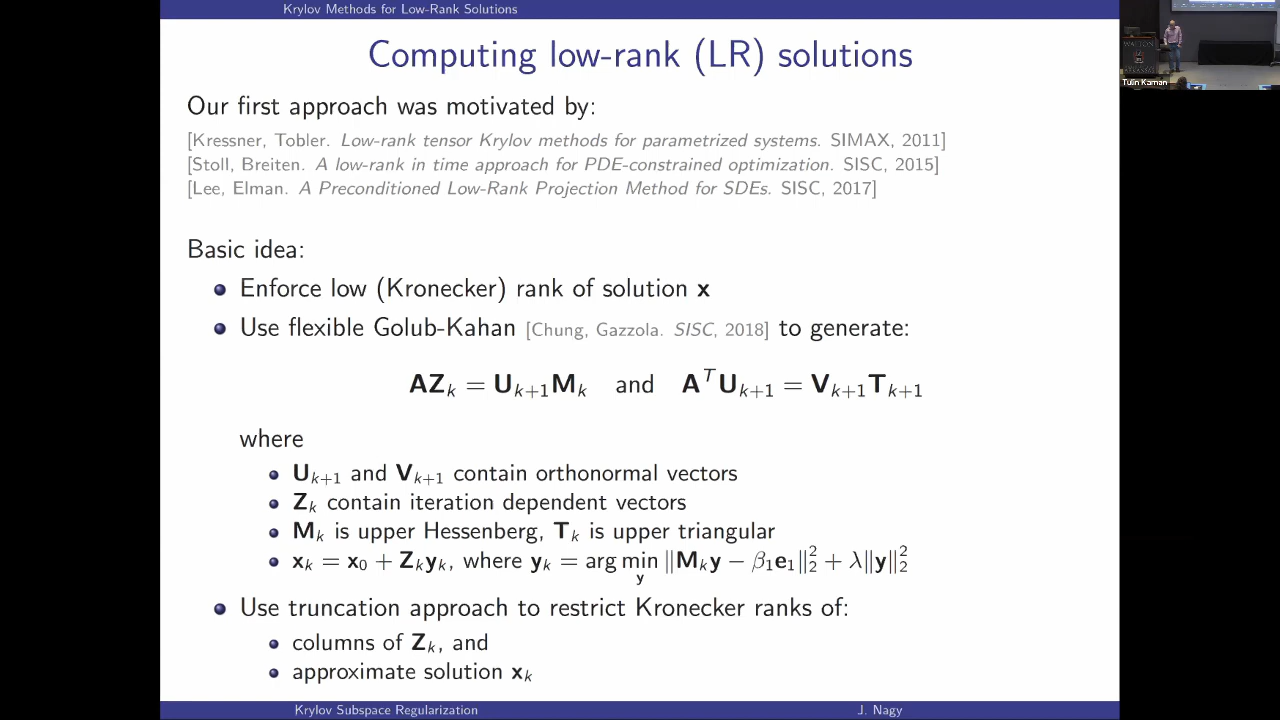 Krylov Methods for Low-Rank Solutions
Computing low-rank (LR) solutions
Our first approach was motivated by:
[Kressner, Tobler. Low-rank tensor Krylov methods for parametrized systems. SIMAX, 2011]
[Stoll, Breiten. A low-rank in time approach for PDE-constrained optimization. SISC, 2015]
[Lee, Elman. A Preconditioned Low-Rank Projection Method for SDEs. SISC, 2017]
Basic idea:
Enforce low (Kronecker) rank of solution x
Use flexible Golub-Kahan [Chung, Gazzola. SISC, 2018] to generate:
AZ_k = U_{k+1}M_k and A^T U_{k+1} = V_{k+1}T_{k+1}
where
U_{k+1} and V_{k+1} contain orthonormal vectors
Z_k contain iteration dependent vectors
M_k is upper Hessenberg, T_k is upper triangular
x_k = x_0 + Z_k y_k, where y_k = arg min_y ‖M_k y − β_1 e_1‖_2^2 + λ‖y‖_2^2
Use truncation approach to restrict Kronecker ranks of:
columns of Z_k, and
approximate solution x_k
Krylov Subspace Regularization
J. Nagy
WALTON
Tulin Kaman